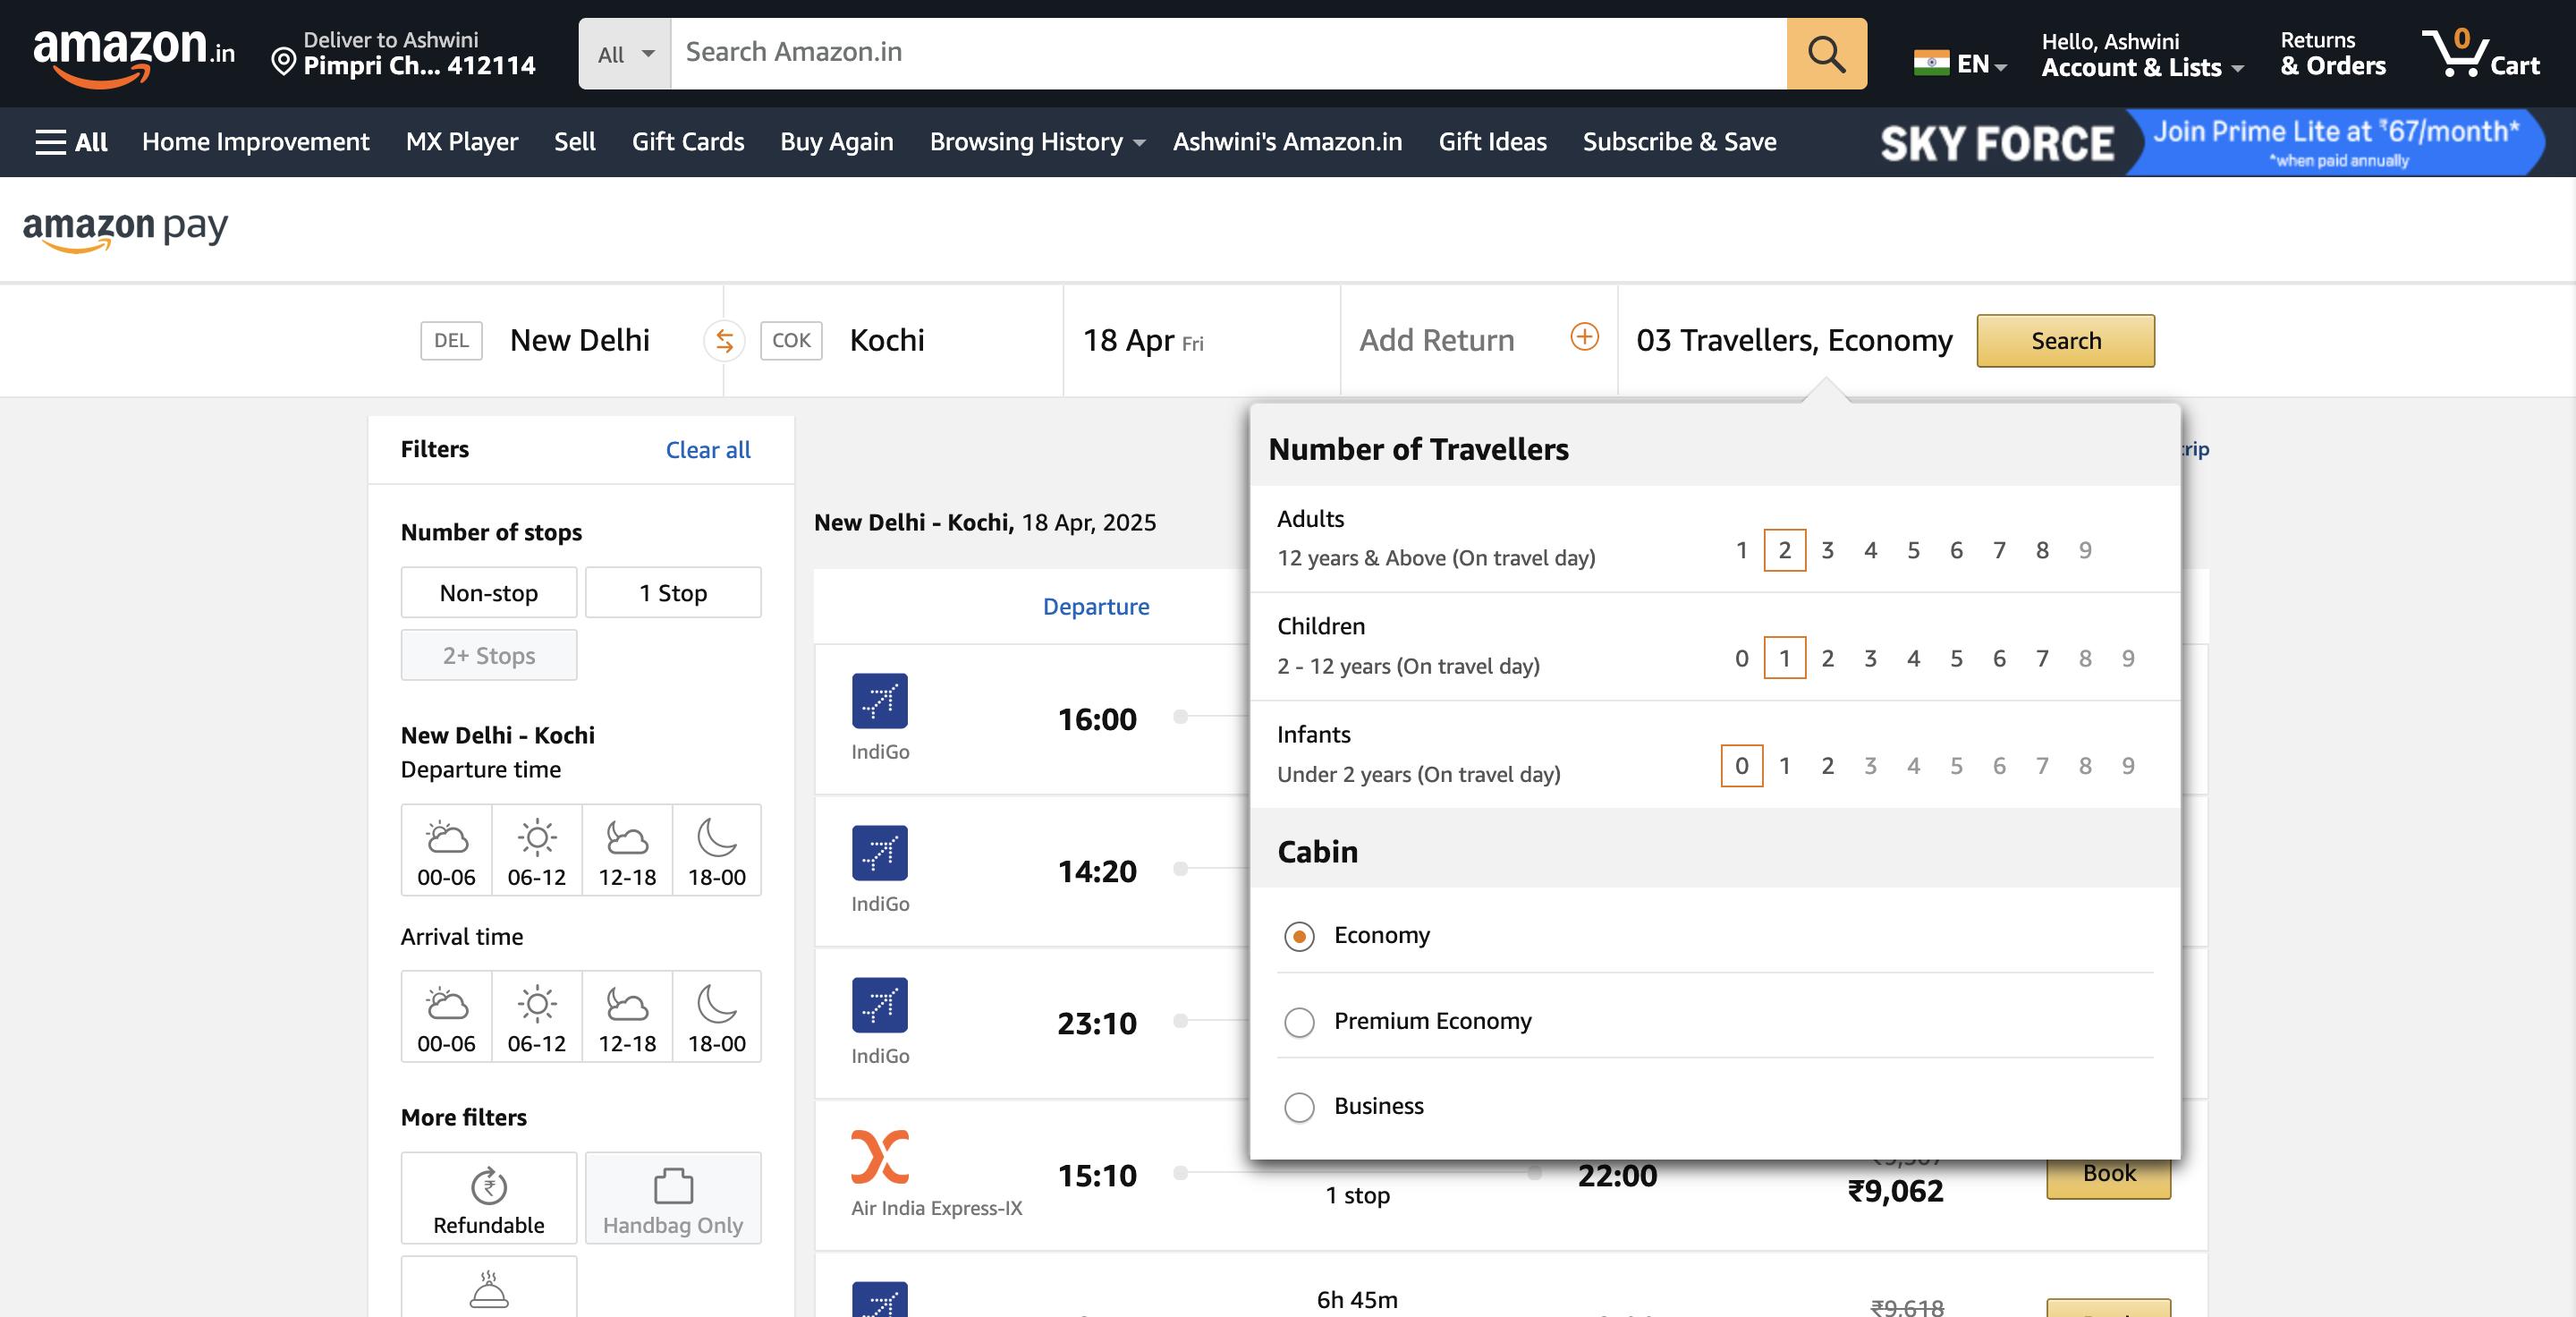 amazon.in
Deliver to Ashwini
Pimpri Ch... 412114
All
Search Amazon.in
EN
Hello, Ashwini
Account & Lists
Returns
& Orders
0
Cart
All
Home Improvement
MX Player
Sell
Gift Cards
Buy Again
Browsing History
Ashwini's Amazon.in
Gift Ideas
Subscribe & Save
SKY FORCE
Join Prime Lite at ₹67/month*
*when paid annually
amazon pay
DEL
New Delhi
COK
Kochi
18 Apr Fri
Add Return
03 Travellers, Economy
Search
Filters
Clear all
Number of stops
Non-stop
1 Stop
2+ Stops
New Delhi - Kochi
Departure time
00-06
06-12
12-18
18-00
Arrival time
00-06
06-12
12-18
18-00
More filters
Refundable
Handbag Only
New Delhi - Kochi, 18 Apr, 2025
Departure
IndiGo
16:00
IndiGo
14:20
IndiGo
23:10
Air India Express-IX
15:10
1 stop
22:00
₹9,062
Book
6h 45m
₹9,618
Number of Travellers
Adults
12 years & Above (On travel day)
1 2 3 4 5 6 7 8 9
Children
2 - 12 years (On travel day)
0 1 2 3 4 5 6 7 8 9
Infants
Under 2 years (On travel day)
0 1 2 3 4 5 6 7 8 9
Cabin
Economy
Premium Economy
Business